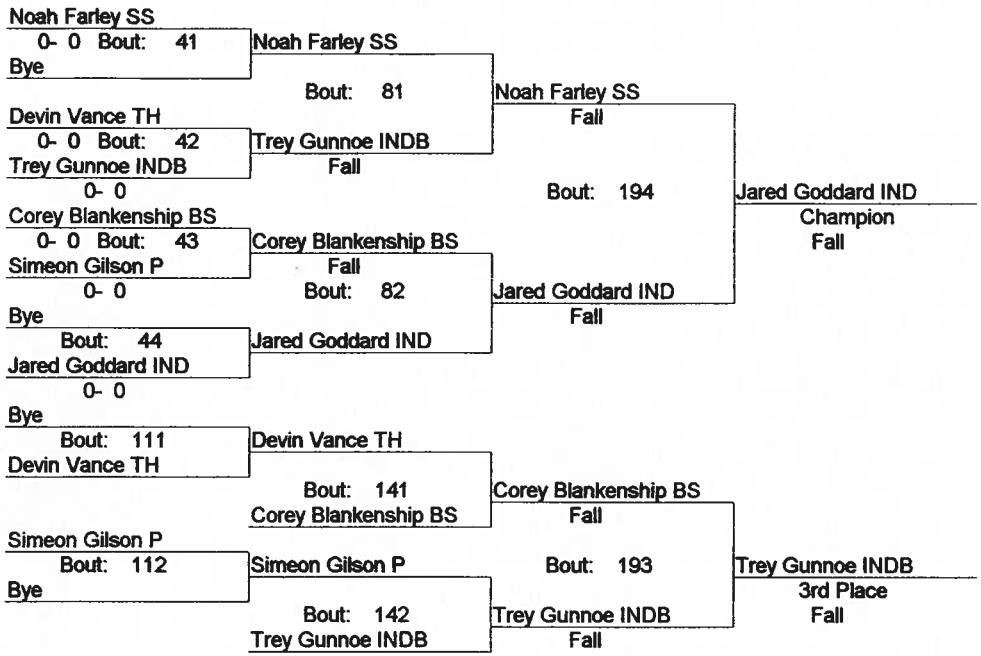 Noah Farley SS
0- 0 Bout: 41
Bye
Devin Vance TH
0- 0 Bout: 42
Trey Gunnoe INDB
0- 0
Corey Blankenship BS
0- 0 Bout: 43
Simeon Gilson P
0- 0
Bye
Bout: 44
Jared Goddard IND
0- 0
Bye
Bout: 111
Devin Vance TH
Simeon Gilson P
Bout: 112
Bye
Noah Farley SS
Bout: 81
Trey Gunnoe INDB
Fall
Corey Blankenship BS
Fall
Bout: 82
Jared Goddard IND
Devin Vance TH
Bout: 141
Corey Blankenship BS
Simeon Gilson P
Bout: 142
Trey Gunnoe INDB
Noah Farley SS
Fall
Bout: 194
Jared Goddard IND
Fall
Corey Blankenship BS
Fall
Bout: 193
Trey Gunnoe INDB
Fall
Jared Goddard IND
Champion
Fall
Trey Gunnoe INDB
3rd Place
Fall